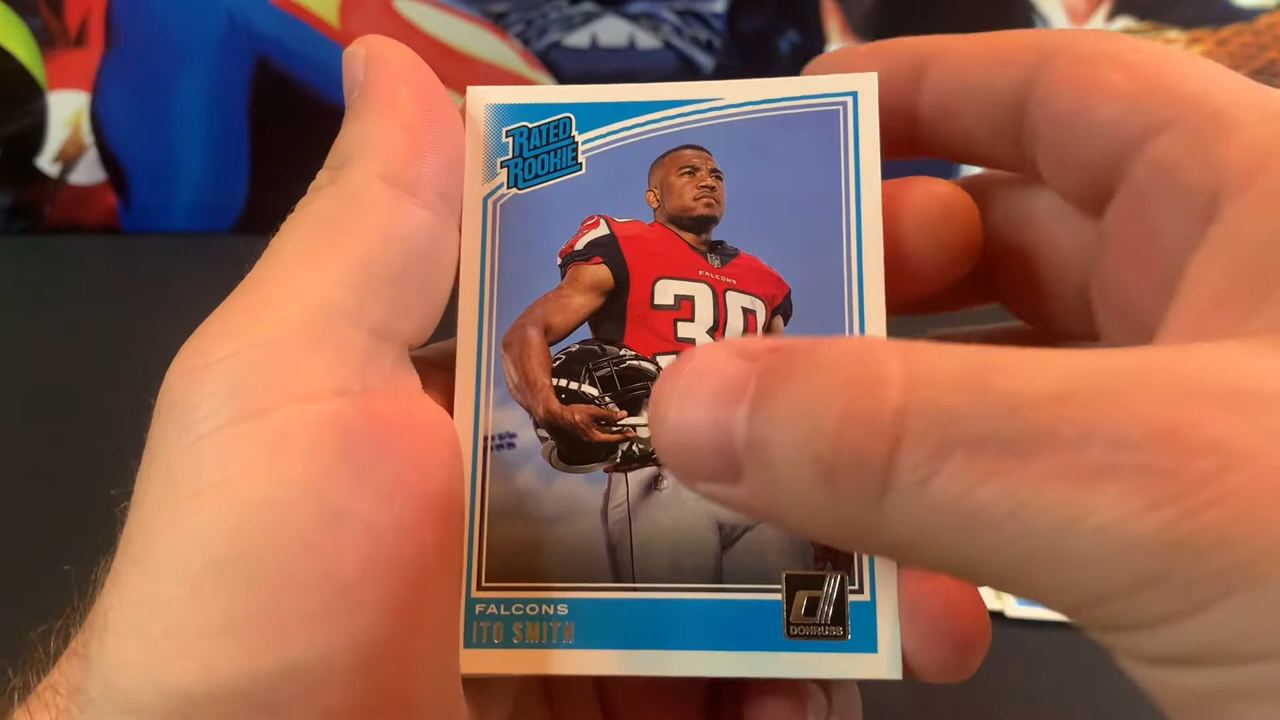 RATED
ROOKIE
FALCONS
30
FALCONS
ITO SMITH
DONRUSS